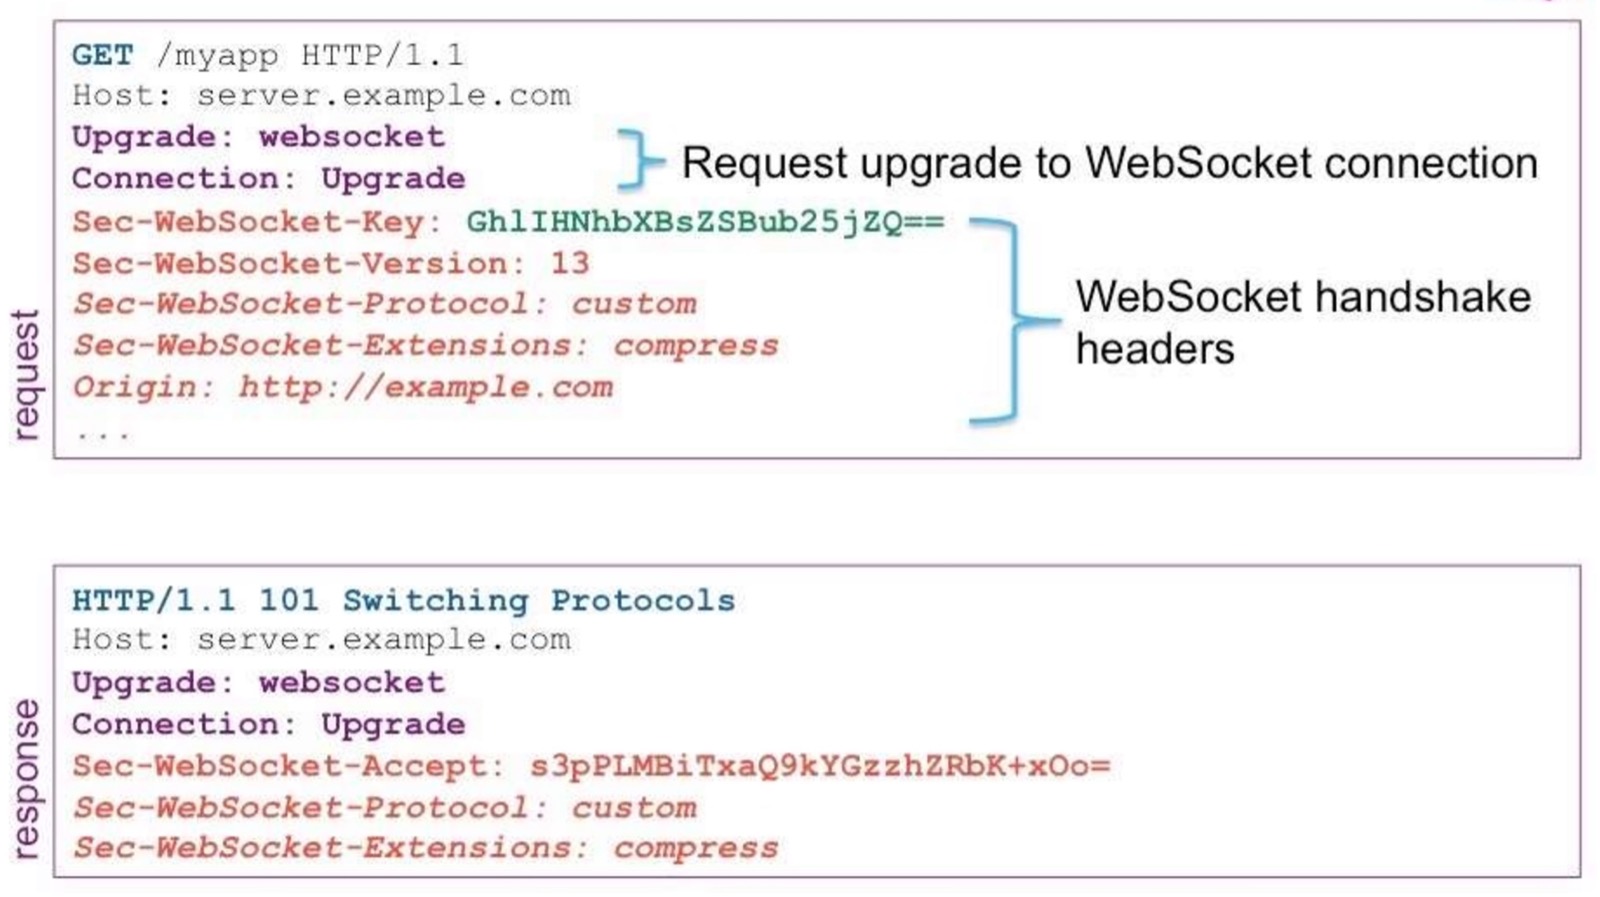 GET /myapp HTTP/1.1
Host: server.example.com
Upgrade: websocket
Connection: Upgrade
Request upgrade to WebSocket connection
Sec-WebSocket-Key: GhlIHNhbXBsZSBub25jZQ==
Sec-WebSocket-Version: 13
Sec-WebSocket-Protocol: custom
Sec-WebSocket-Extensions: compress
Origin: http://example.com
...
WebSocket handshake
headers
request
HTTP/1.1 101 Switching Protocols
Host: server.example.com
Upgrade: websocket
Connection: Upgrade
Sec-WebSocket-Accept: s3pPLMBiTxaQ9kYGzzhZRbK+xOo=
Sec-WebSocket-Protocol: custom
Sec-WebSocket-Extensions: compress
response